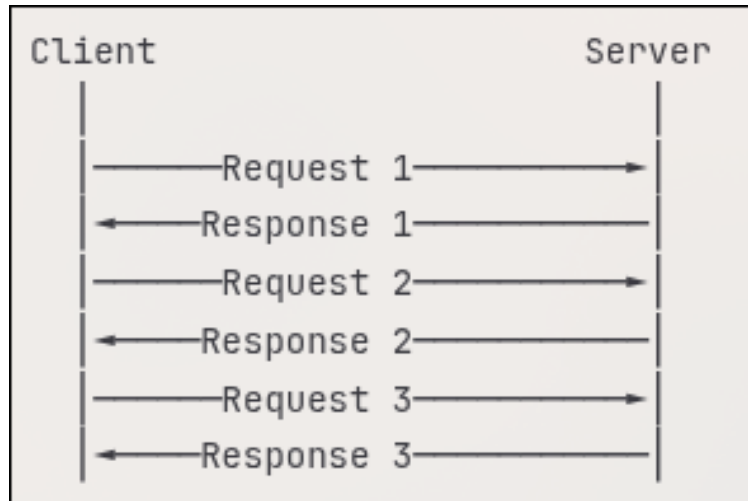 Client Server
Request 1
Response 1
Request 2
Response 2
Request 3
Response 3